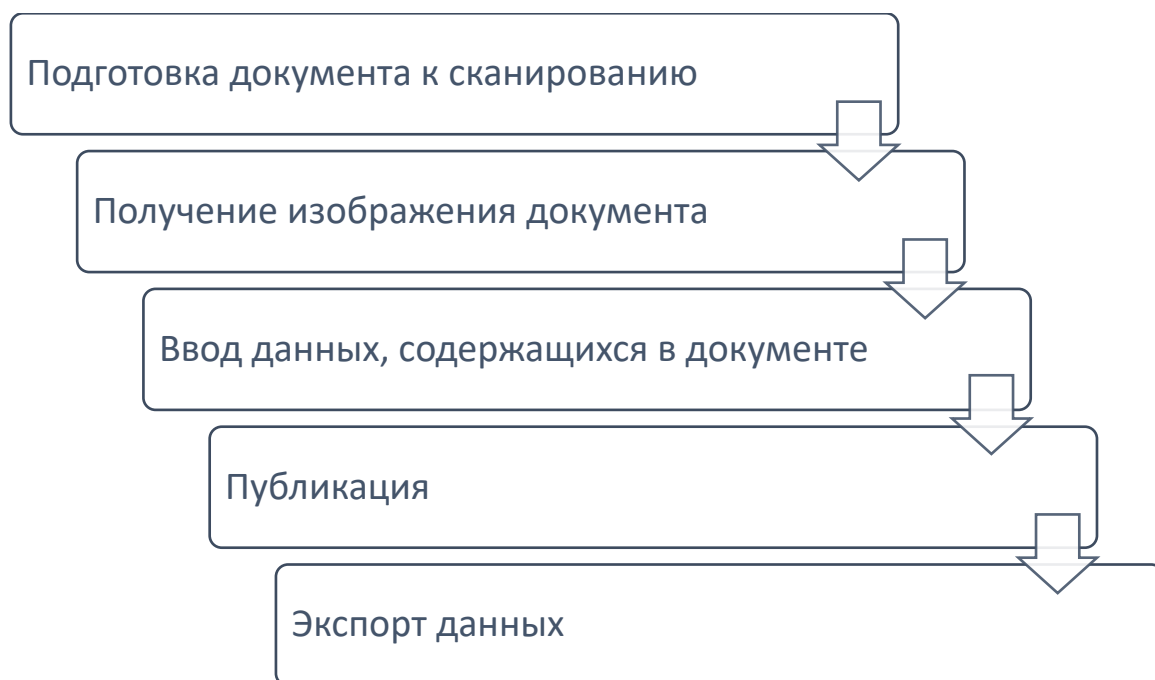 Подготовка документа к сканированию
Получение изображения документа
Ввод данных, содержащихся в документе
Публикация
Экспорт данных